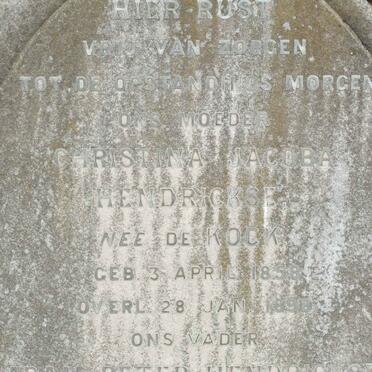 HIER RUST
VRIJ VAN ZORGEN
TOT DE OPSTANDINGS MORGEN
ONS MOEDER
CHRISTINA JACOBA
HENDRICKSE
NEE DE KOCK
GEB. 3 APRIL
OVERL. 28 JAN.
ONS VADER
PETER